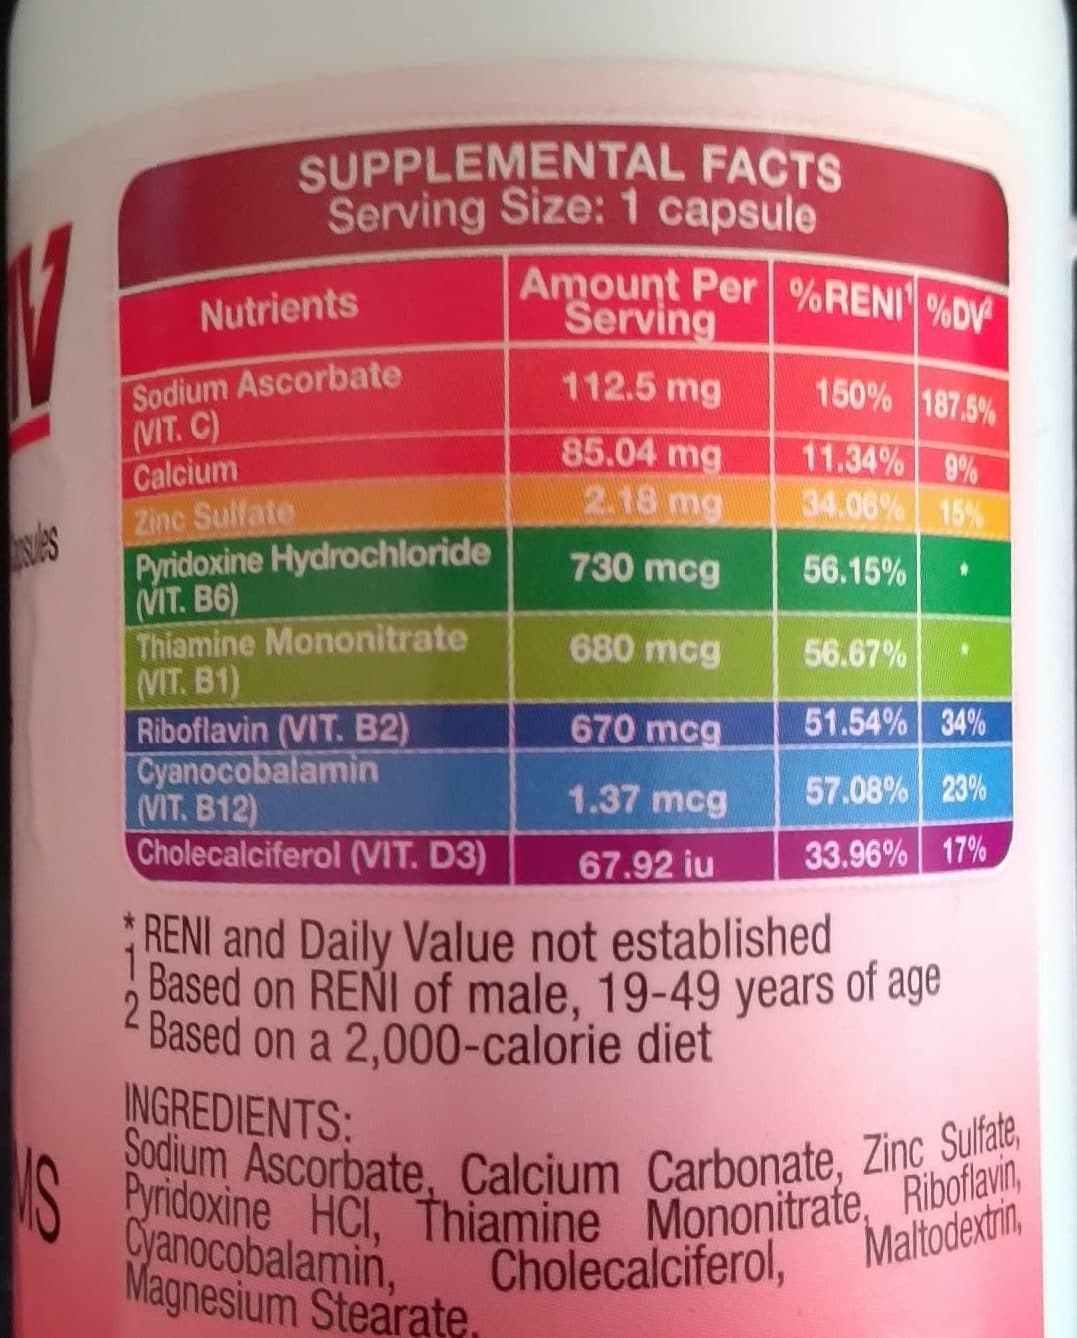 SUPPLEMENTAL FACTS
Serving Size: 1 capsule
Nutrients Amount Per Serving %RENI¹ %DV²
Sodium Ascorbate (VIT. C) 112.5 mg 150% 187.5%
Calcium 85.04 mg 11.34% 9%
Zinc Sulfate 2.18 mg 34.06% 15%
Pyridoxine Hydrochloride (VIT. B6) 730 mcg 56.15% *
Thiamine Mononitrate (VIT. B1) 680 mcg 56.67% *
Riboflavin (VIT. B2) 670 mcg 51.54% 34%
Cyanocobalamin (VIT. B12) 1.37 mcg 57.08% 23%
Cholecalciferol (VIT. D3) 67.92 iu 33.96% 17%
* RENI and Daily Value not established
1 Based on RENI of male, 19-49 years of age
2 Based on a 2,000-calorie diet
INGREDIENTS:
Sodium Ascorbate, Calcium Carbonate, Zinc Sulfate,
Pyridoxine HCl, Thiamine Mononitrate, Riboflavin,
Cyanocobalamin, Cholecalciferol, Maltodextrin,
Magnesium Stearate.